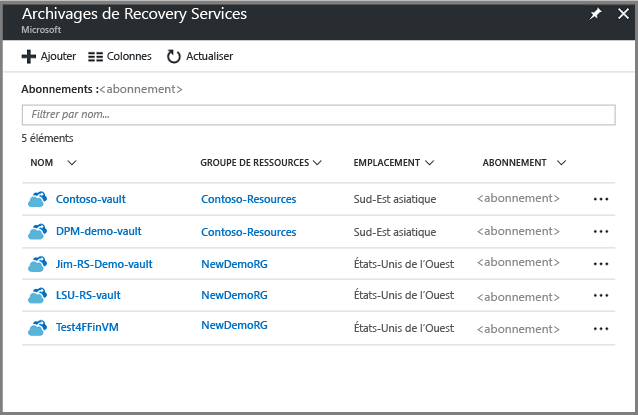 Archivages de Recovery Services
Microsoft
Ajouter Colonnes Actualiser
Abonnements :<abonnement>
Filtrer par nom...
5 éléments
NOM GROUPE DE RESSOURCES EMPLACEMENT ABONNEMENT
Contoso-vault Contoso-Resources Sud-Est asiatique <abonnement> ...
DPM-demo-vault Contoso-Resources Sud-Est asiatique <abonnement> ...
Jim-RS-Demo-vault NewDemoRG États-Unis de l'Ouest <abonnement> ...
LSU-RS-vault NewDemoRG États-Unis de l'Ouest <abonnement> ...
Test4FFinVM NewDemoRG États-Unis de l'Ouest <abonnement> ...